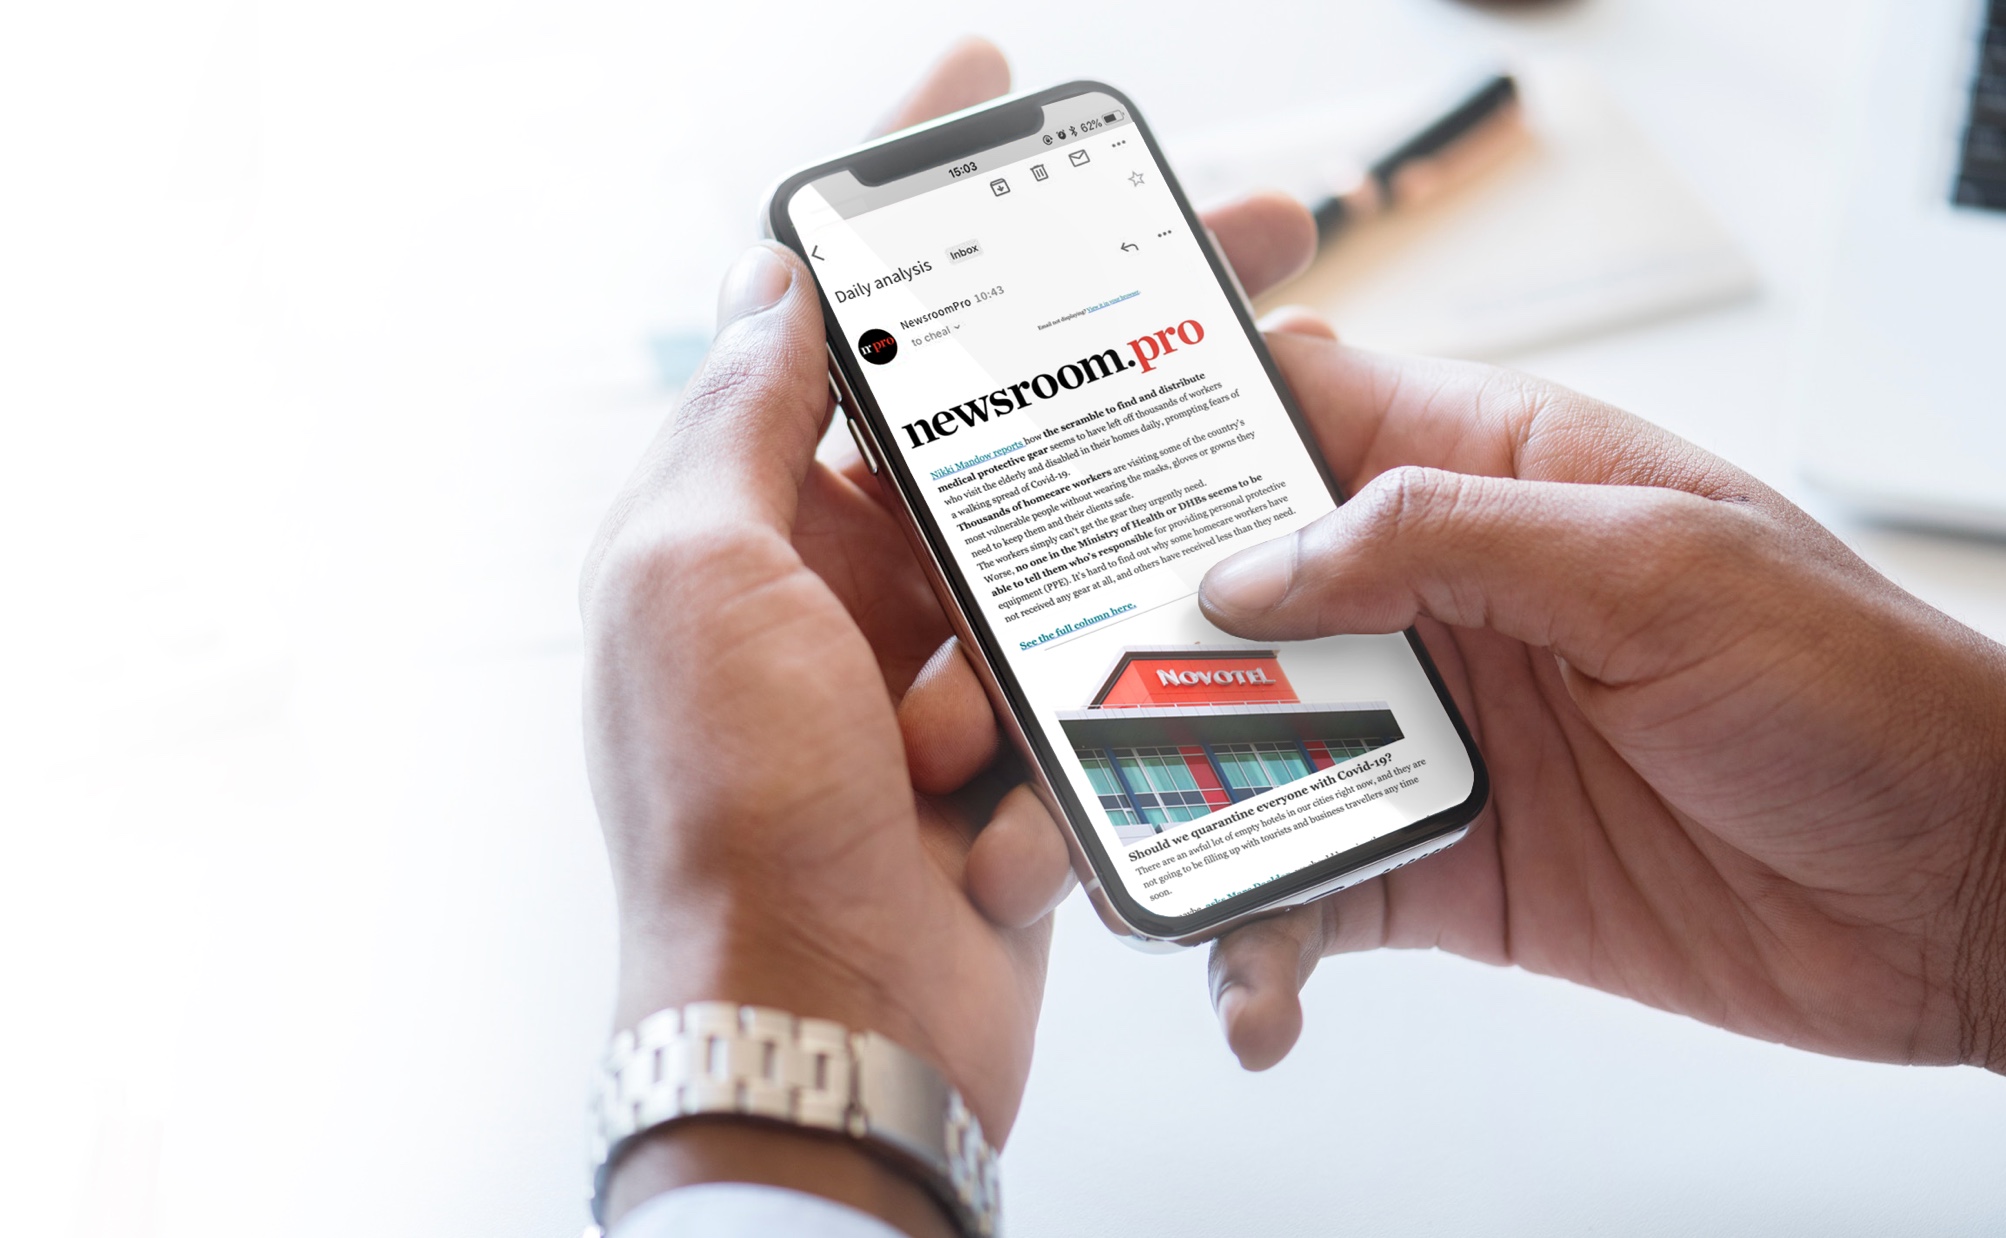 15:03
62%
Daily analysis Inbox
nr pro
NewsroomPro 10:43
to cheal
Email not displaying? View it in your browser.
newsroom.pro
Nikki Mandow reports how the scramble to find and distribute
medical protective gear seems to have left off thousands of workers
who visit the elderly and disabled in their homes daily, prompting fears of
a walking spread of Covid-19.
Thousands of homecare workers are visiting some of the country's
most vulnerable people without wearing the masks, gloves or gowns they
need to keep them and their clients safe.
The workers simply can't get the gear they urgently need.
Worse, no one in the Ministry of Health or DHBs seems to be
able to tell them who's responsible for providing personal protective
equipment (PPE). It's hard to find out why some homecare workers have
not received any gear at all, and others have received less than they need.
See the full column here.
NOVOTEL
Should we quarantine everyone with Covid-19?
There are an awful lot of empty hotels in our cities right now, and they are
not going to be filling up with tourists and business travellers any time
soon.
asks Marc Daalder